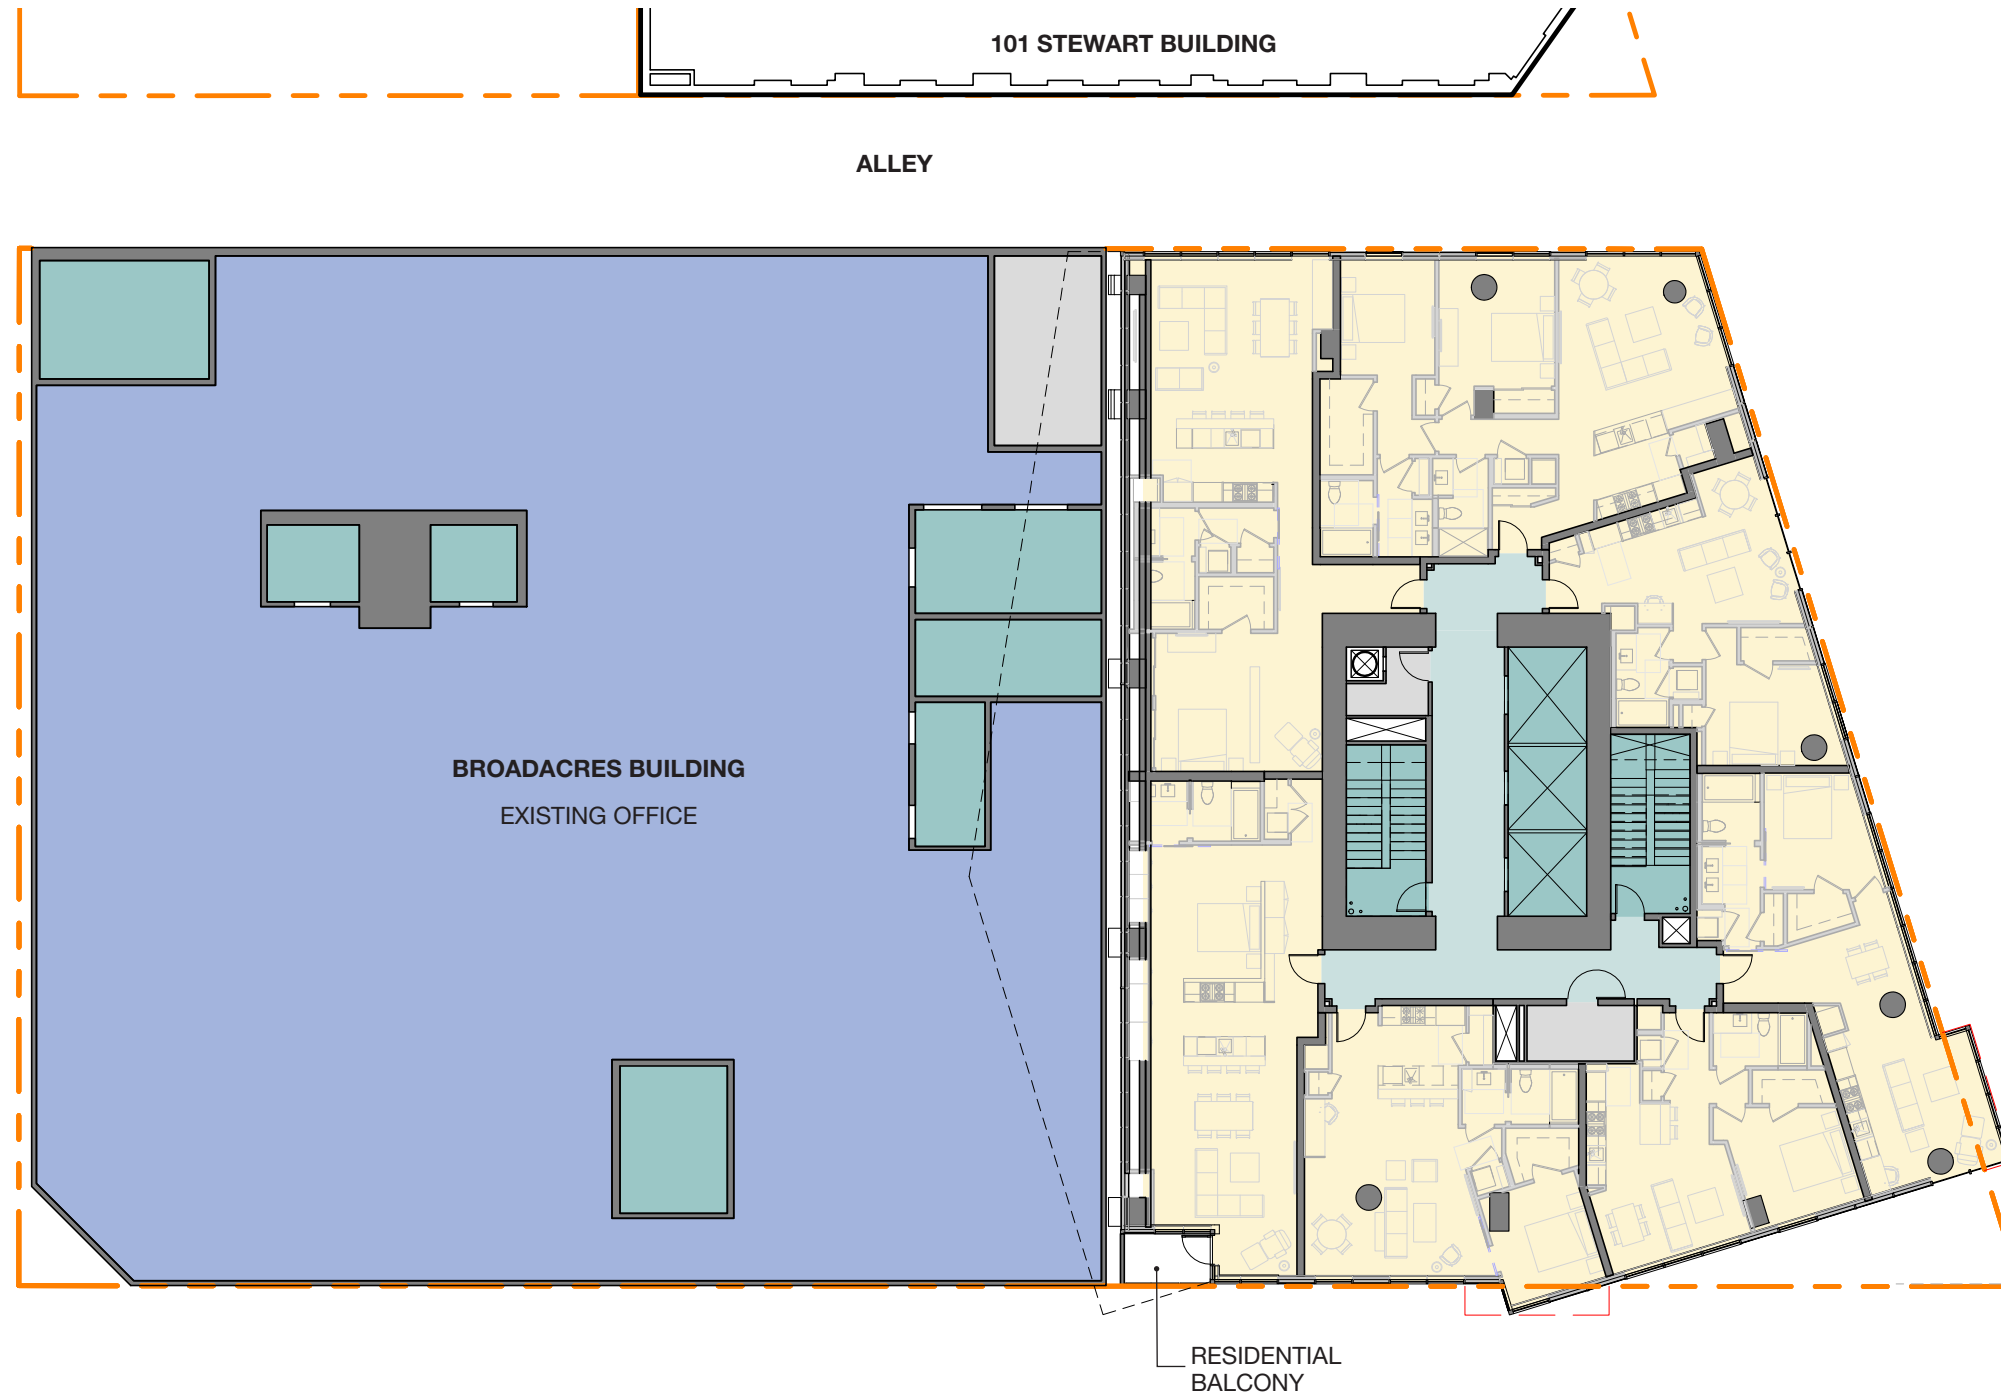 101 STEWART BUILDING
ALLEY
BROADACRES BUILDING
EXISTING OFFICE
RESIDENTIAL
BALCONY